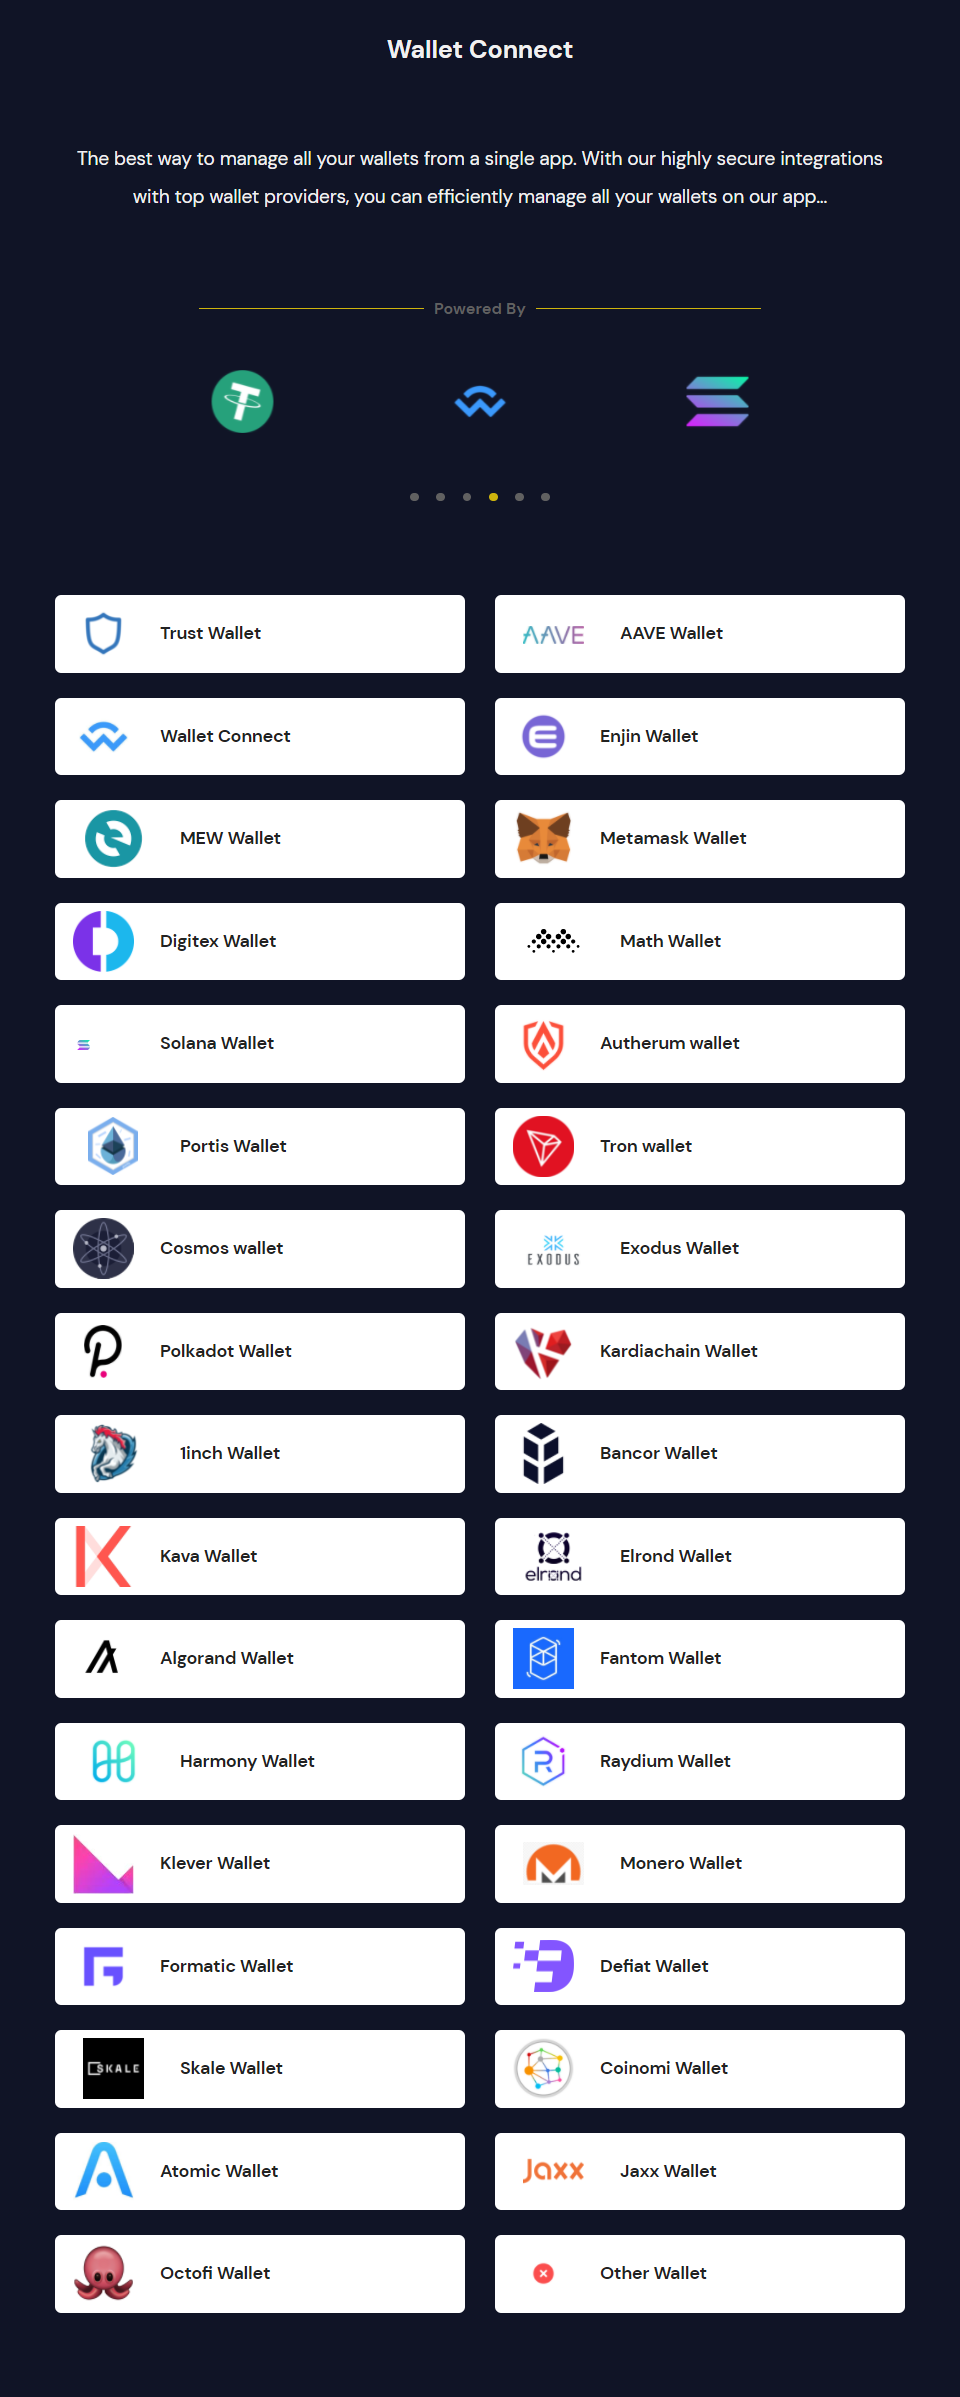 Wallet Connect
The best way to manage all your wallets from a single app. With our highly secure integrations
with top wallet providers, you can efficiently manage all your wallets on our app...
Powered By
Trust Wallet
AAVE AAVE Wallet
Wallet Connect
Enjin Wallet
MEW Wallet
Metamask Wallet
Digitex Wallet
Math Wallet
Solana Wallet
Autherum wallet
Portis Wallet
Tron wallet
Cosmos wallet
EXODUS Exodus Wallet
Polkadot Wallet
Kardiachain Wallet
1inch Wallet
Bancor Wallet
Kava Wallet
elrond Elrond Wallet
Algorand Wallet
Fantom Wallet
Harmony Wallet
Raydium Wallet
Klever Wallet
Monero Wallet
Formatic Wallet
Defiat Wallet
SKALE Skale Wallet
Coinomi Wallet
Atomic Wallet
Jaxx Jaxx Wallet
Octofi Wallet
Other Wallet